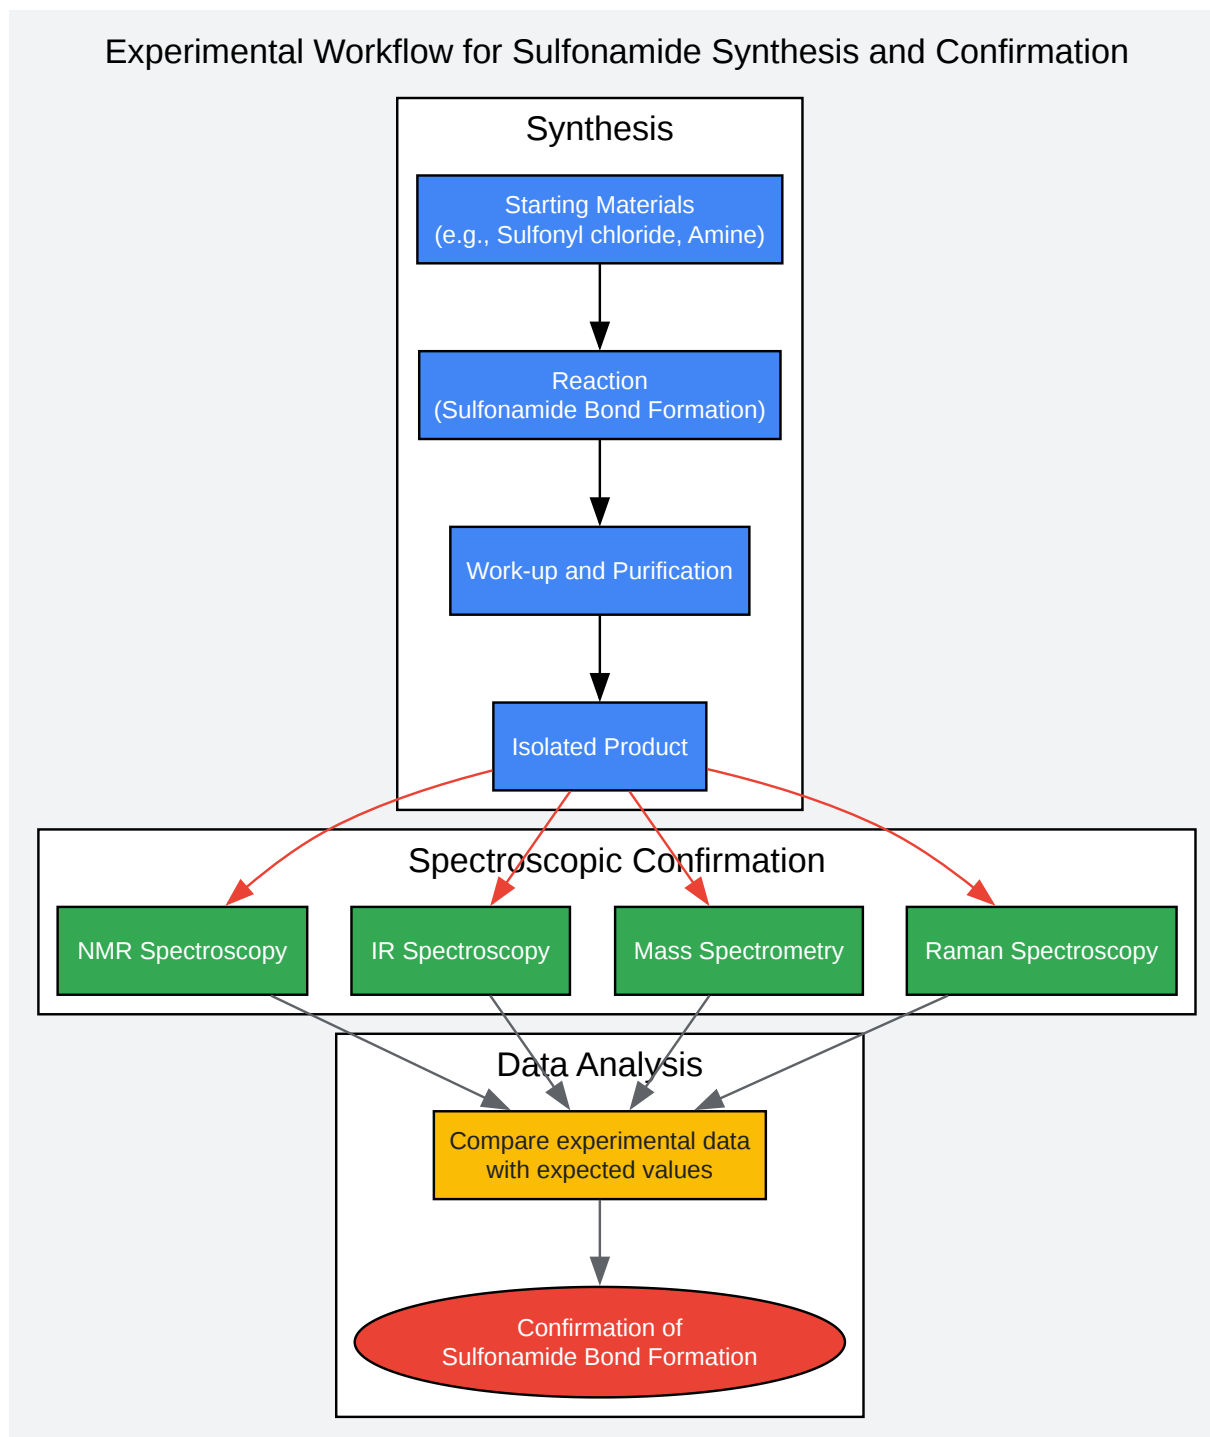 Experimental Workflow for Sulfonamide Synthesis and Confirmation
Synthesis
Starting Materials
(e.g., Sulfonyl chloride, Amine)
Reaction
(Sulfonamide Bond Formation)
Work-up and Purification
Isolated Product
Spectroscopic Confirmation
NMR Spectroscopy
IR Spectroscopy
Mass Spectrometry
Raman Spectroscopy
Data Analysis
Compare experimental data
with expected values
Confirmation of
Sulfonamide Bond Formation